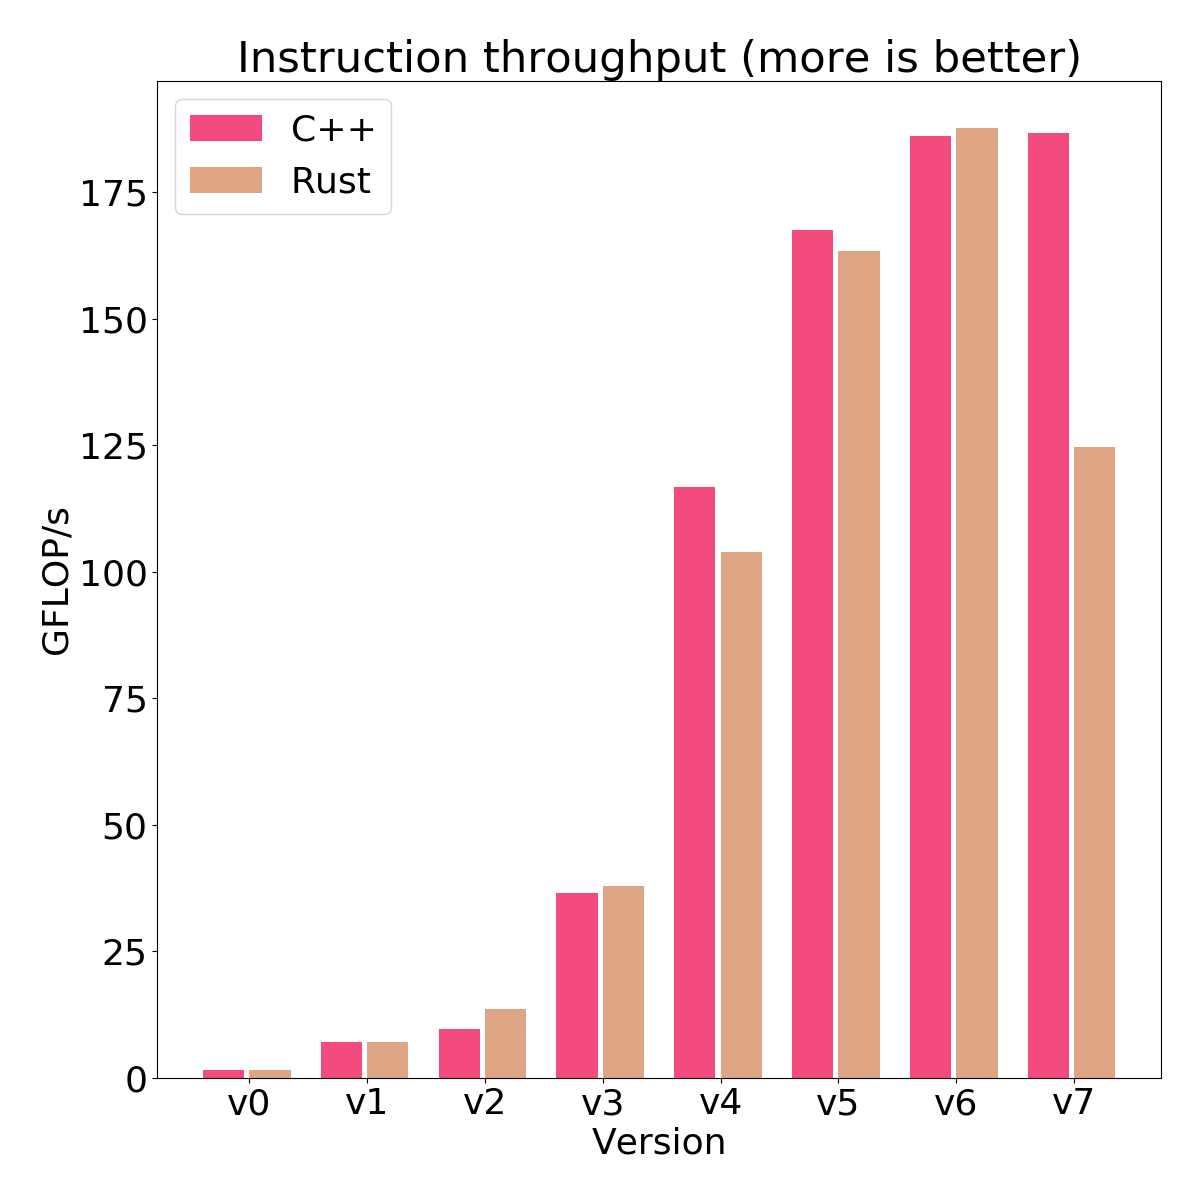 Instruction throughput (more is better)
C++
Rust
175
150
125
100
75
50
25
0
GFLOP/s
v0 v1 v2 v3 v4 v5 v6 v7
Version